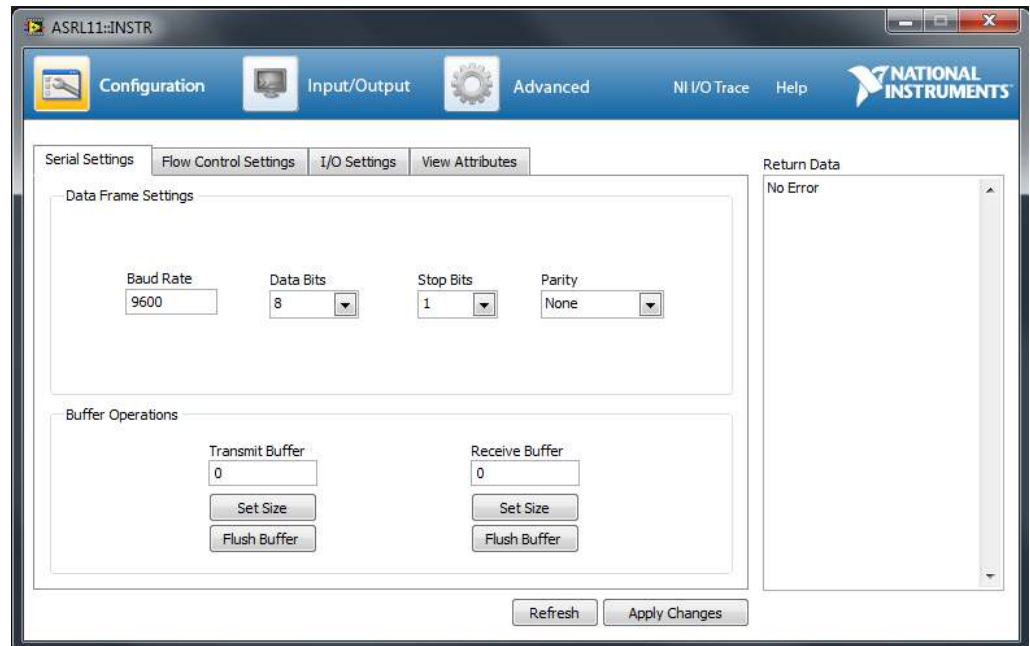 ASRL11::INSTR
Configuration
Input/Output
Advanced
NI I/O Trace
Help
NATIONAL
INSTRUMENTS
Serial Settings
Flow Control Settings
I/O Settings
View Attributes
Return Data
No Error
Data Frame Settings
Baud Rate
Data Bits
Stop Bits
Parity
9600
8
1
None
Buffer Operations
Transmit Buffer
Receive Buffer
0
0
Set Size
Set Size
Flush Buffer
Flush Buffer
Refresh
Apply Changes